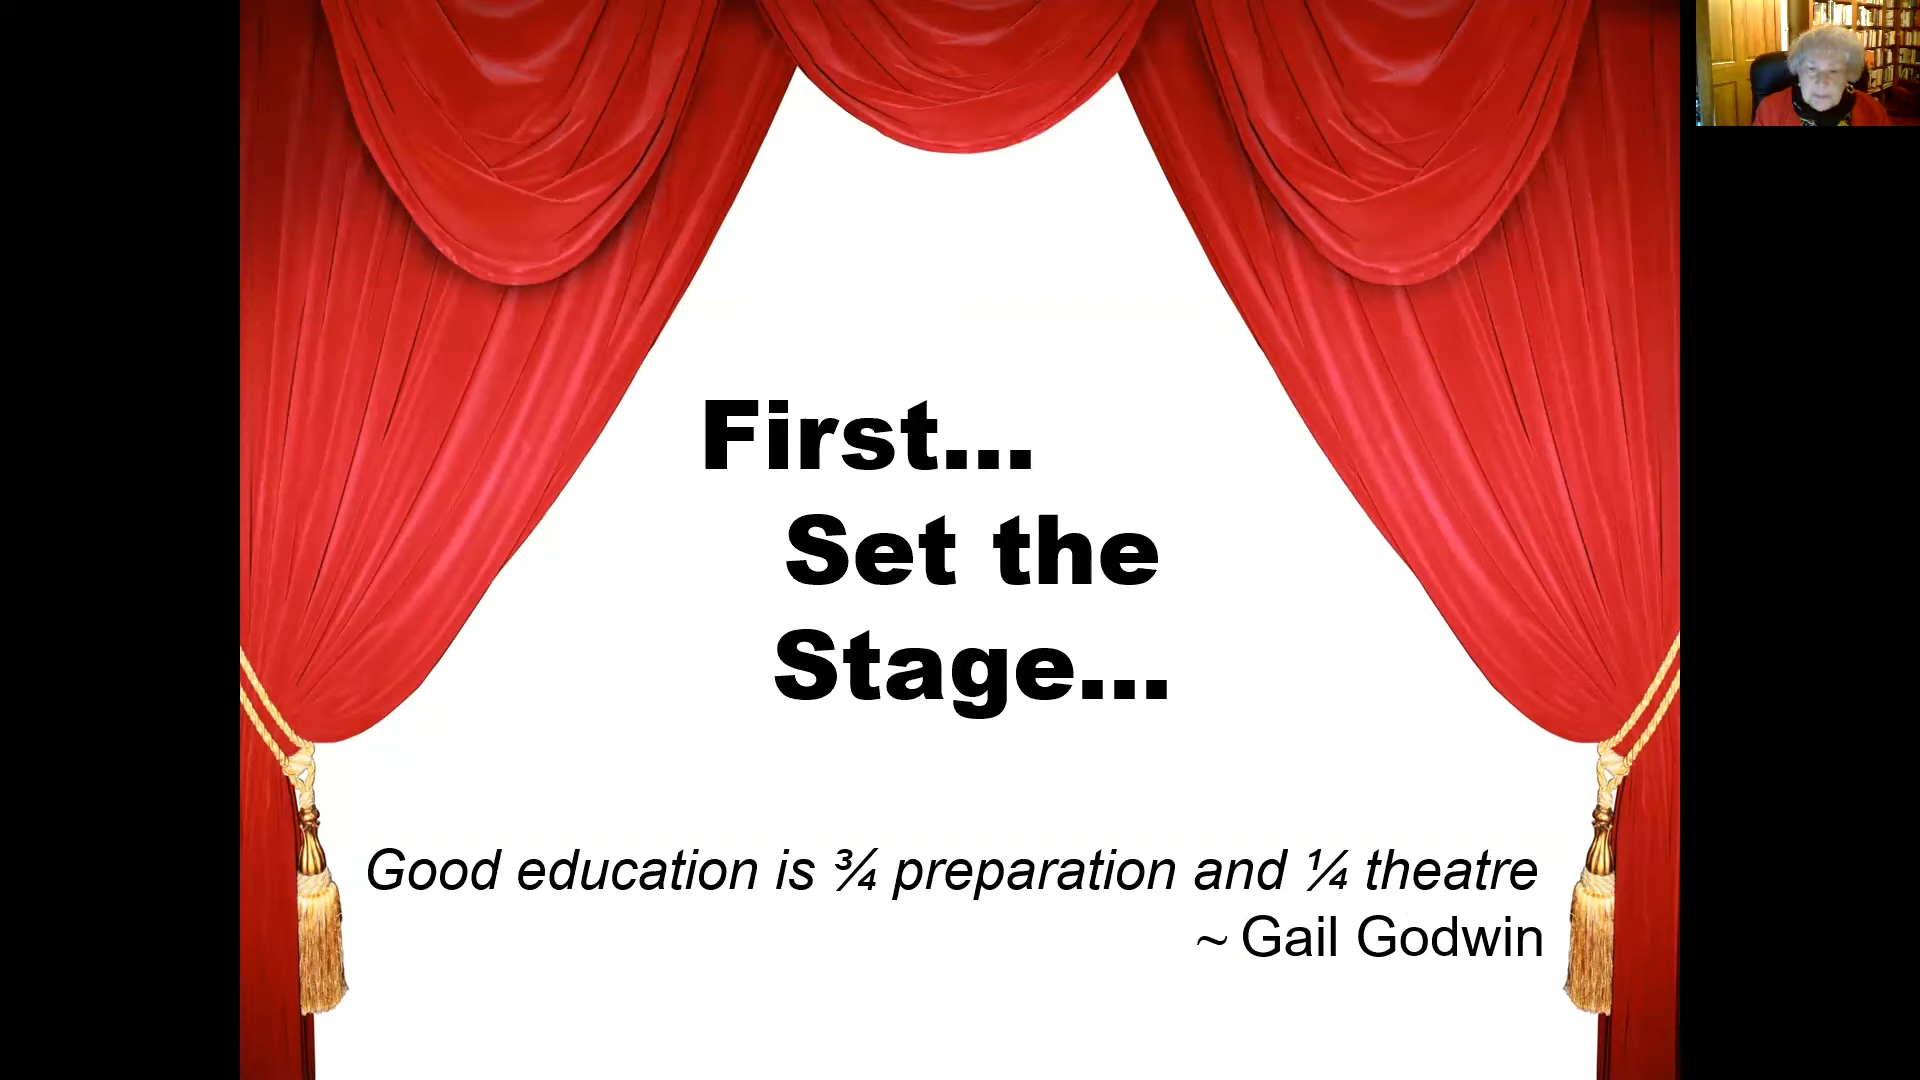 First...
Set the
Stage...
Good education is ¾ preparation and ¼ theatre
~ Gail Godwin